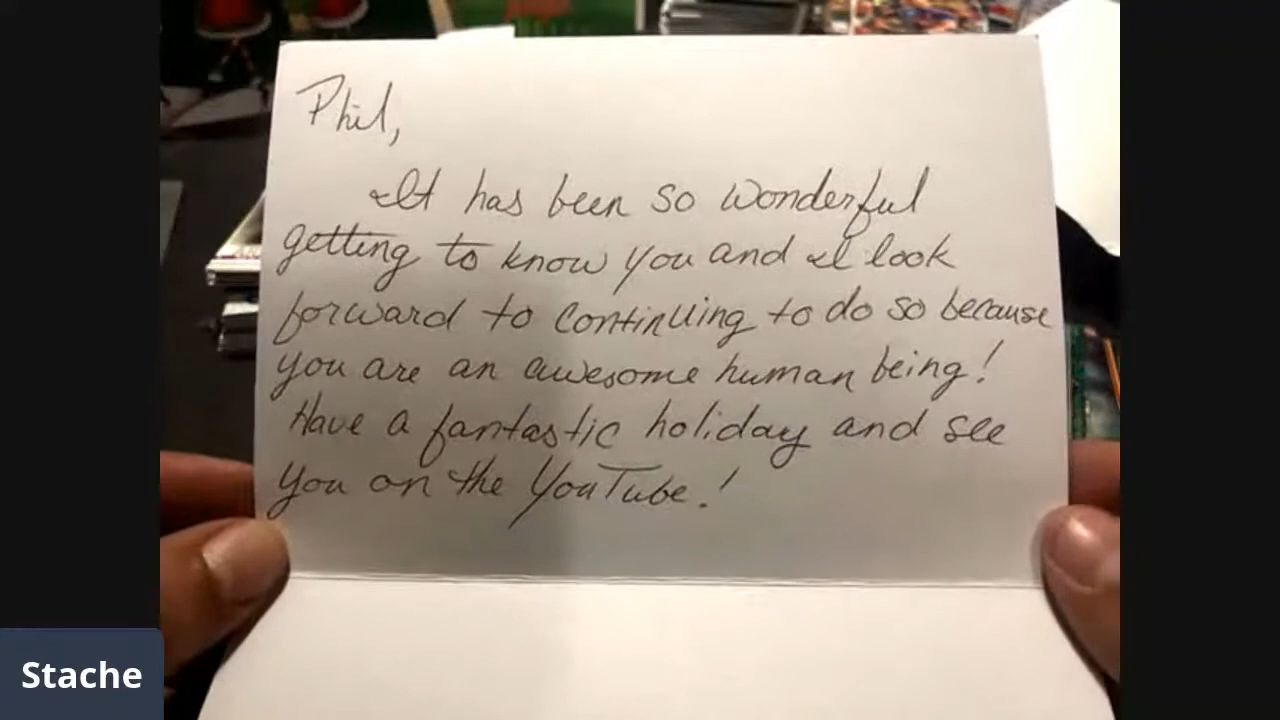 Phil,
It has been so wonderful
getting to know you and I look
forward to continuing to do so because
you are an awesome human being!
Have a fantastic holiday and see
you on the YouTube!
Stache